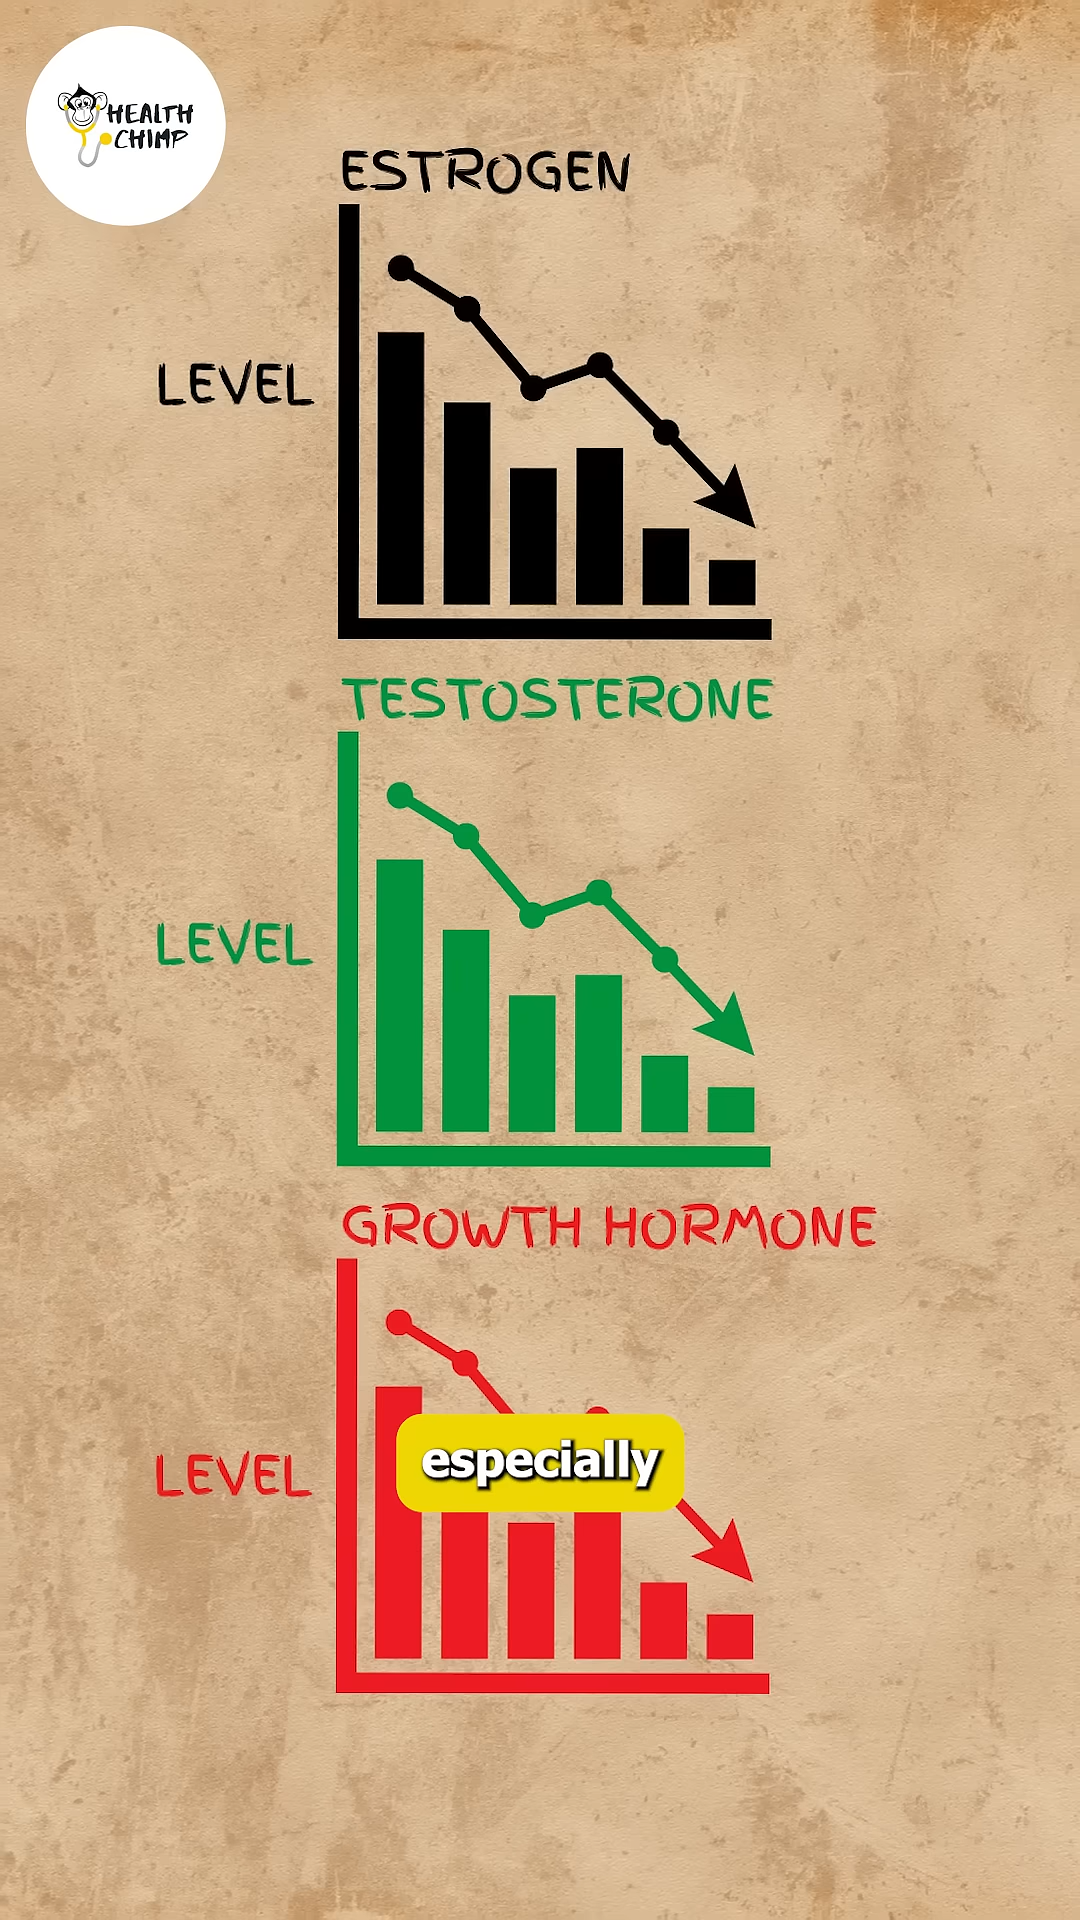 HEALTH
CHIMP
ESTROGEN
LEVEL
TESTOSTERONE
LEVEL
GROWTH HORMONE
especially
LEVEL